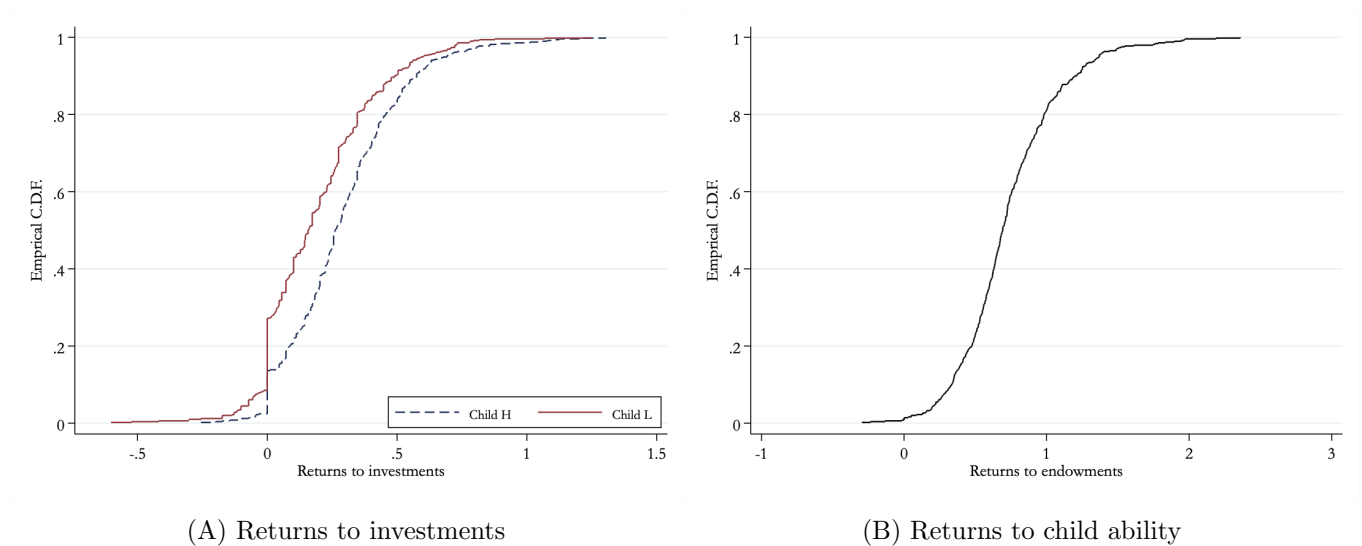 1
.8
.6
.4
.2
0
Emprical C.D.F.
-.5
0
.5
1
1.5
Returns to investments
Child H
Child L
(A) Returns to investments
1
.8
.6
.4
.2
0
Emprical C.D.F.
-1
0
1
2
3
Returns to endowments
(B) Returns to child ability